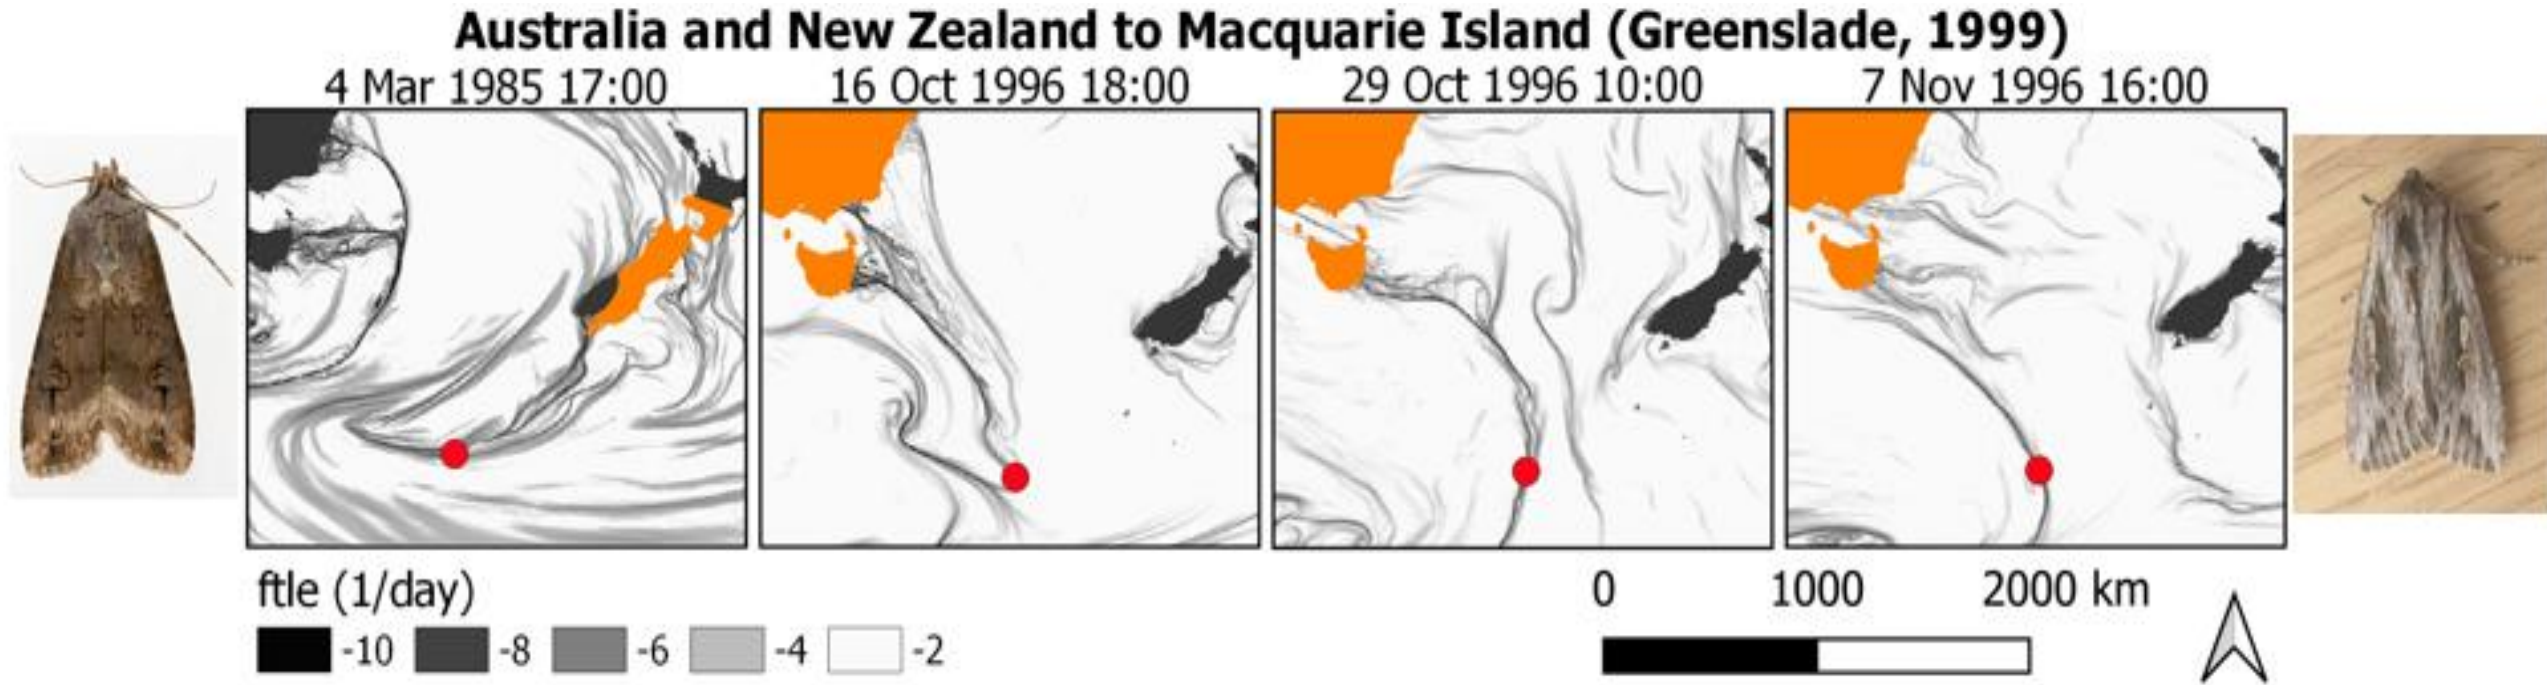 Australia and New Zealand to Macquarie Island (Greenslade, 1999)
4 Mar 1985 17:00 16 Oct 1996 18:00 29 Oct 1996 10:00 7 Nov 1996 16:00
ftle (1/day) 0 1000 2000 km
-10 -8 -6 -4 -2